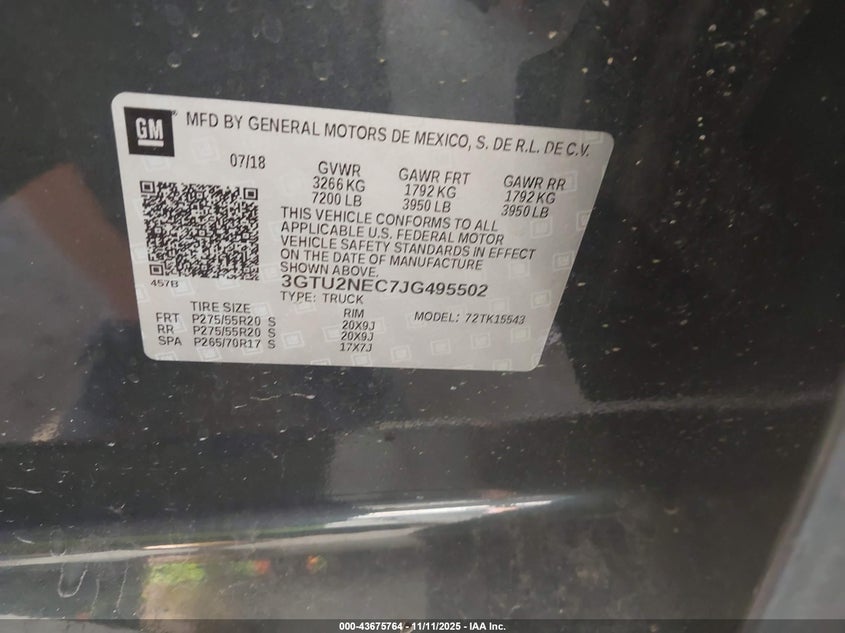 GM MFD BY GENERAL MOTORS DE MEXICO, S. DE R.L. DE C.V.
07/18 GVWR GAWR FRT GAWR RR
3266 KG 1792 KG 1792 KG
7200 LB 3950 LB 3950 LB
THIS VEHICLE CONFORMS TO ALL
APPLICABLE U.S. FEDERAL MOTOR
VEHICLE SAFETY STANDARDS IN EFFECT
ON THE DATE OF MANUFACTURE
SHOWN ABOVE.
457B
3GTU2NEC7JG495502
TYPE: TRUCK
TIRE SIZE RIM MODEL: 72TK15543
FRT P275/55R20 S 20X9J
RR P275/55R20 S 20X9J
SPA P265/70R17 S 17X7J
000-43675764 - 11/11/2025 - IAA Inc.